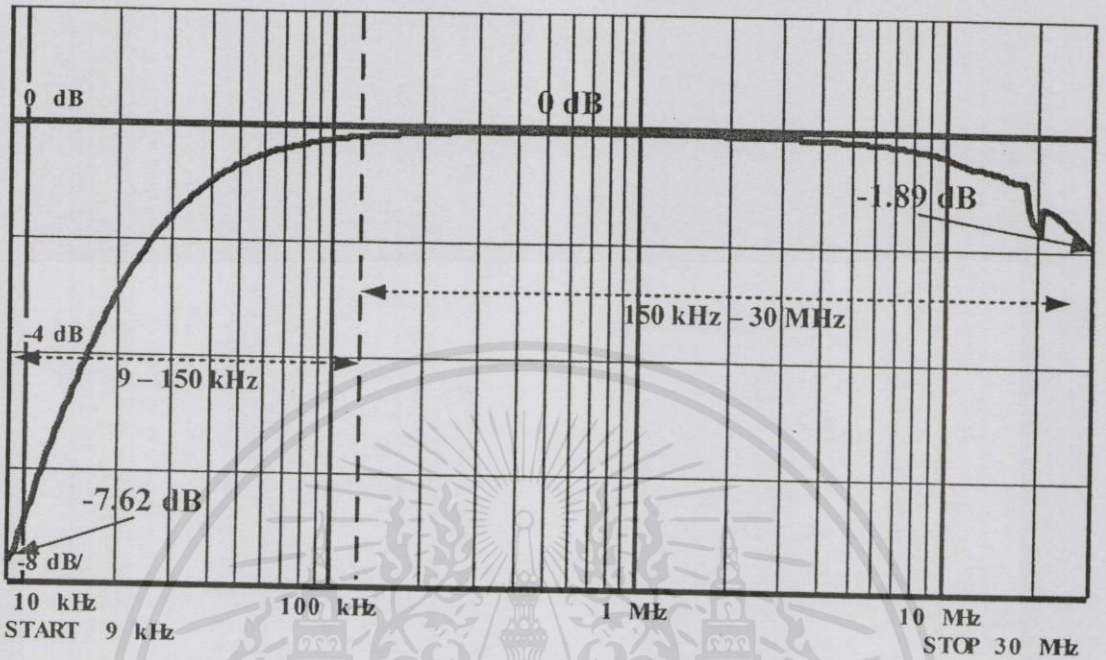 0 dB
0 dB
-1.89 dB
150 kHz – 30 MHz
-4 dB
9 – 150 kHz
-7.62 dB
-8 dB/
10 kHz
100 kHz
1 MHz
10 MHz
START 9 kHz
STOP 30 MHz